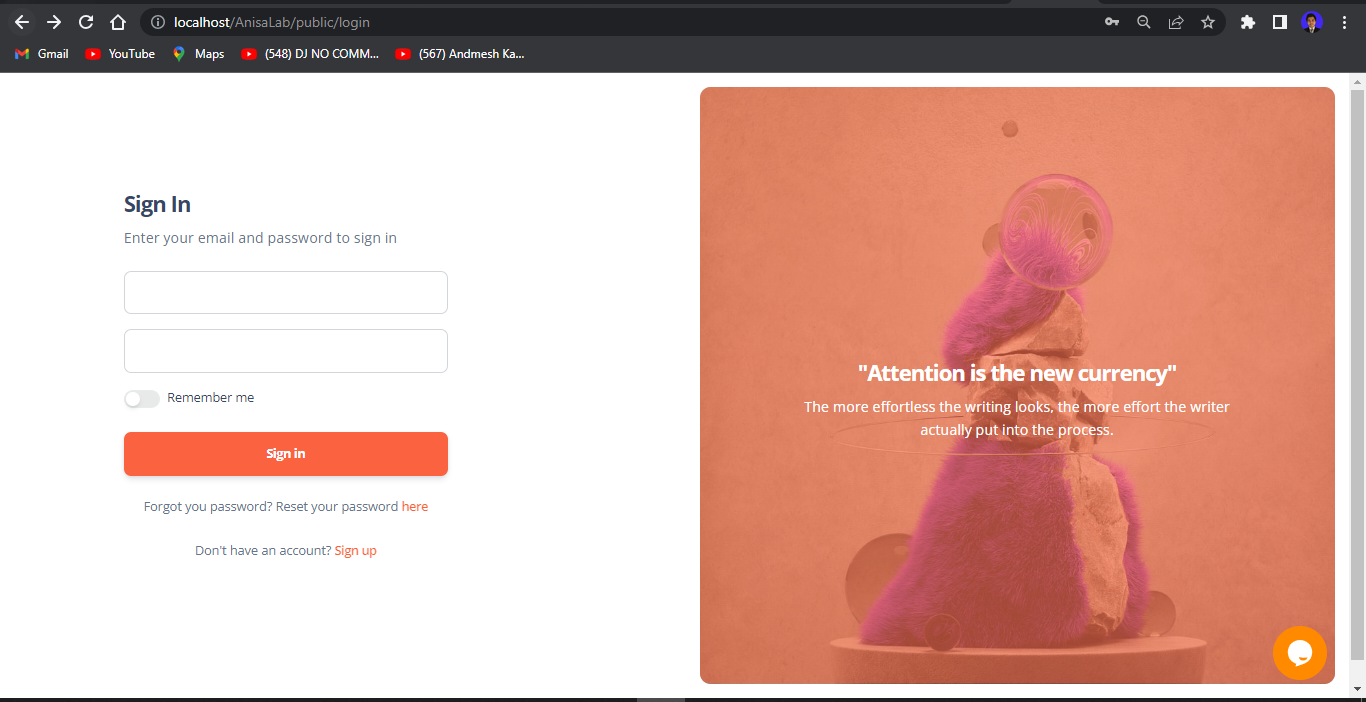 localhost/AnisaLab/public/login
Gmail
YouTube
Maps
(548) DJ NO COMM...
(567) Andmesh Ka...
Sign In
Enter your email and password to sign in
Remember me
Sign in
Forgot you password? Reset your password here
Don't have an account? Sign up
"Attention is the new currency"
The more effortless the writing looks, the more effort the writer
actually put into the process.